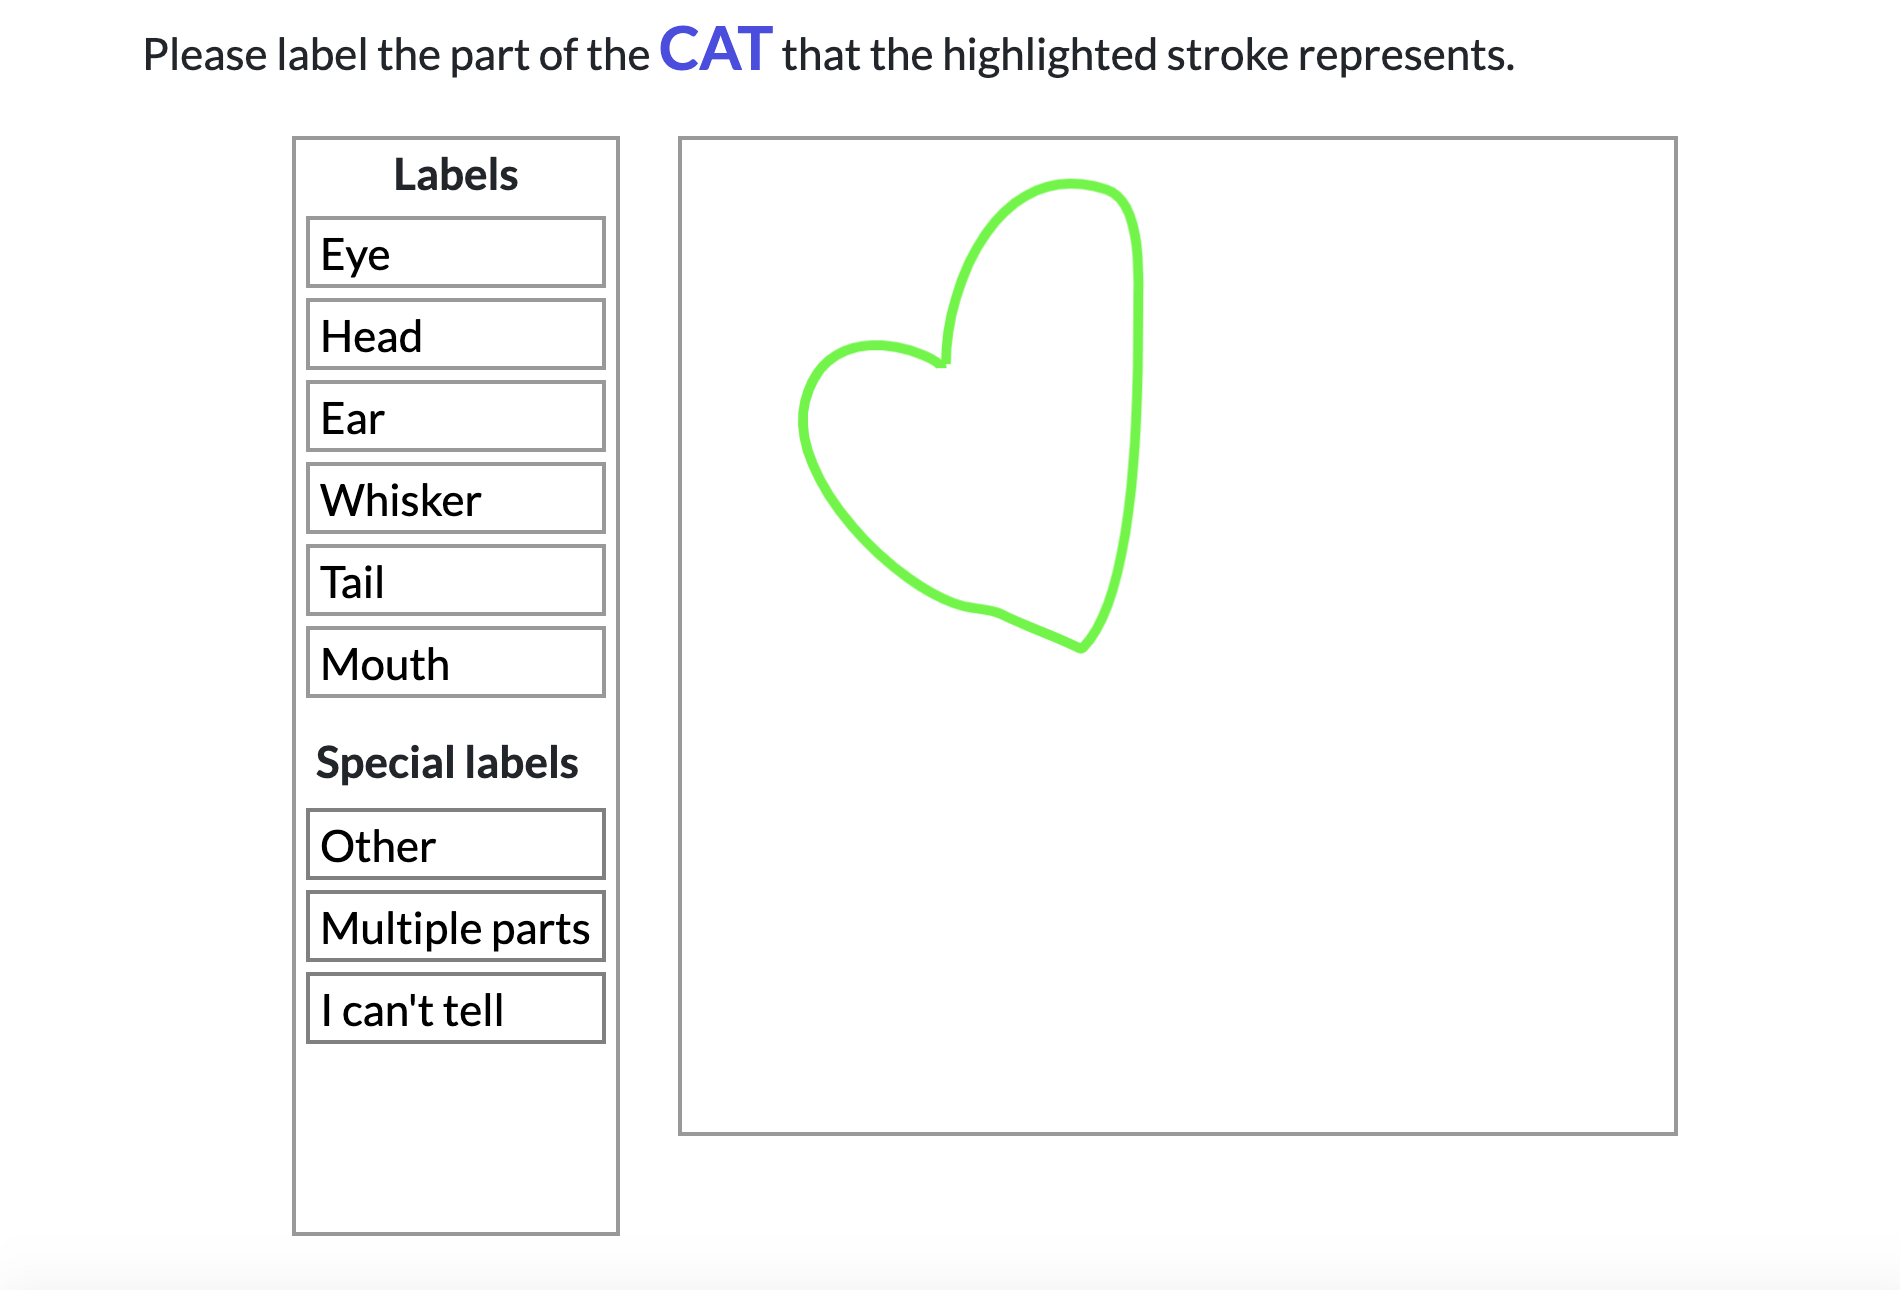 Please label the part of the CAT that the highlighted stroke represents.
Labels
Eye
Head
Ear
Whisker
Tail
Mouth
Special labels
Other
Multiple parts
I can't tell